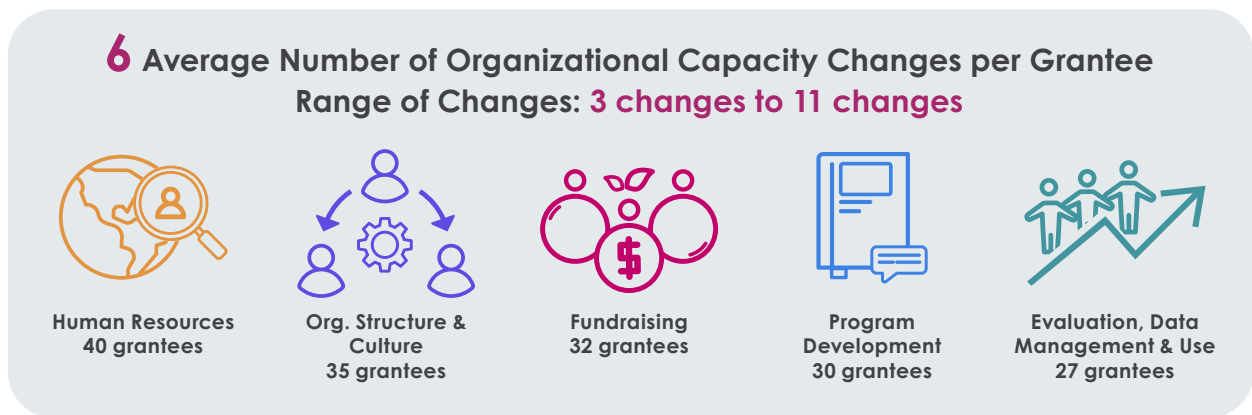 6 Average Number of Organizational Capacity Changes per Grantee
Range of Changes: 3 changes to 11 changes
Human Resources
40 grantees
Org. Structure &
Culture
35 grantees
$
Fundraising
32 grantees
Program
Development
30 grantees
Evaluation, Data
Management & Use
27 grantees